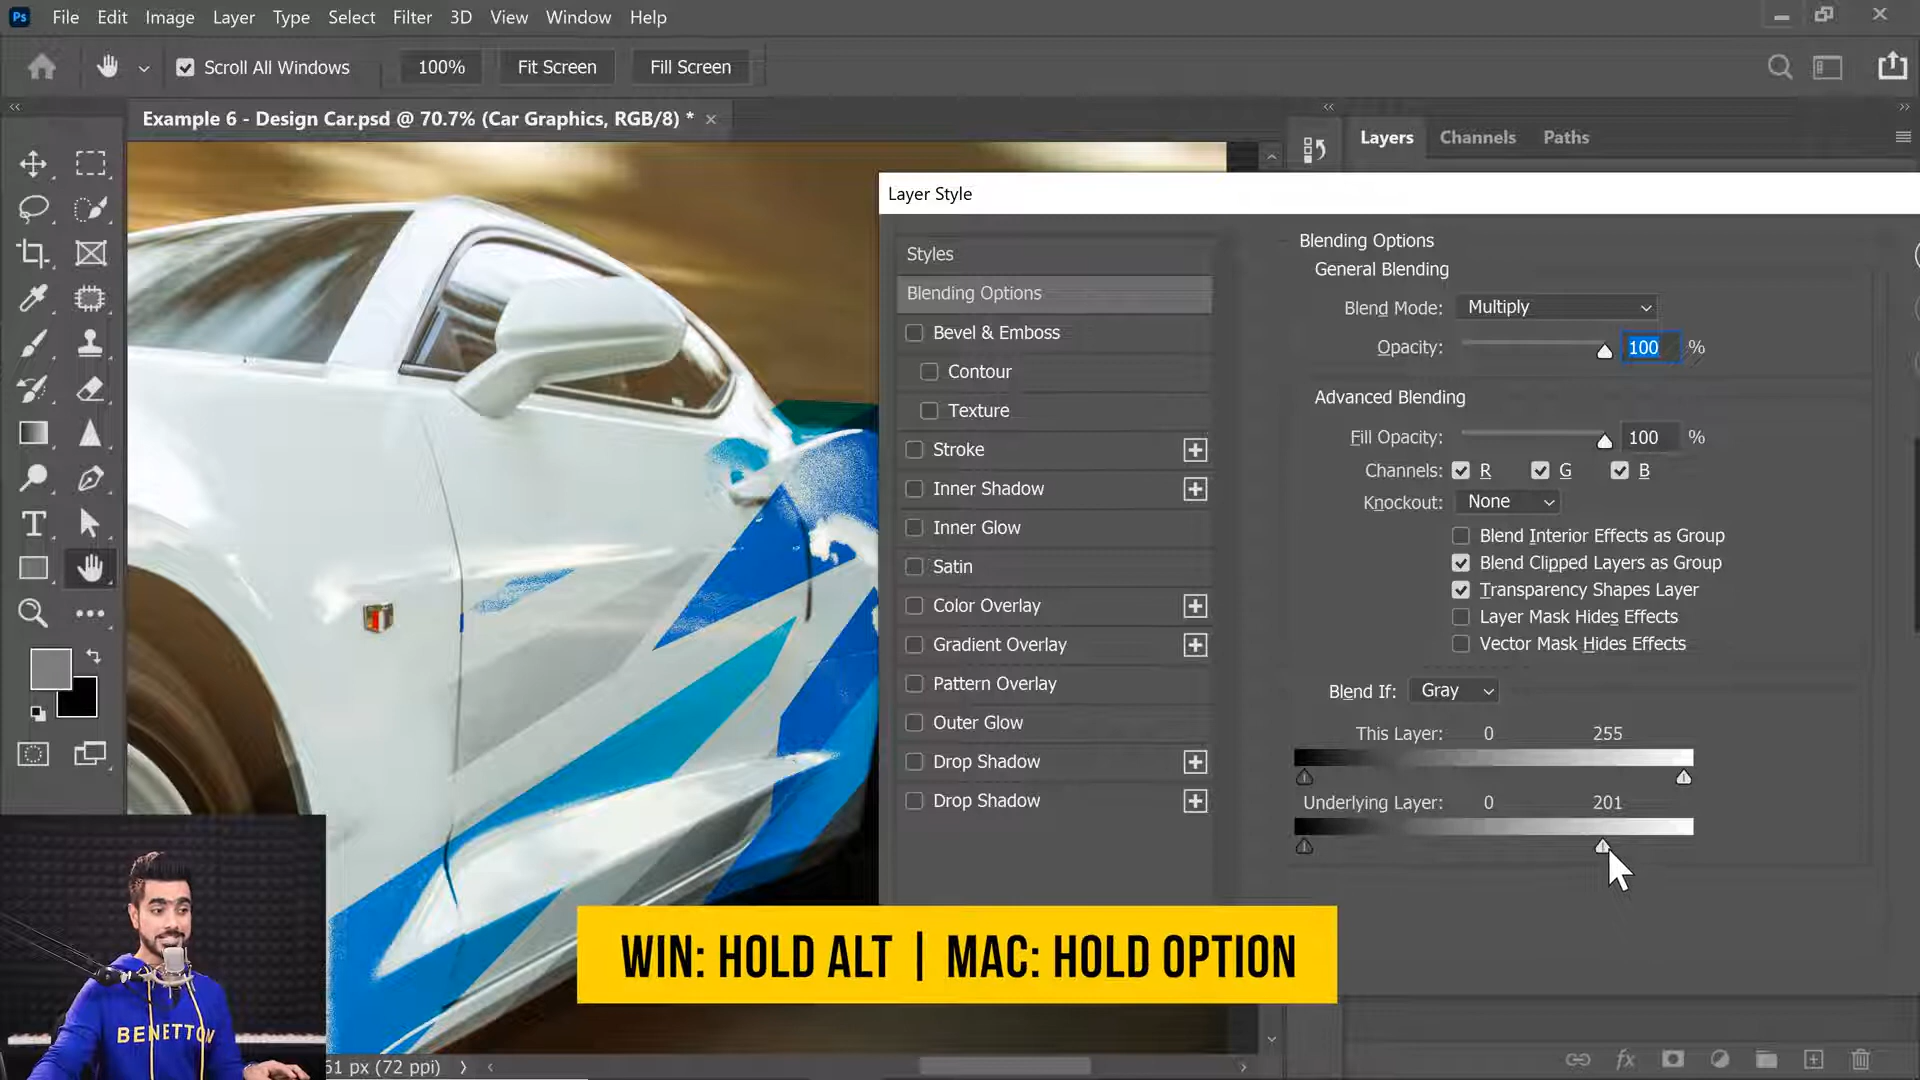 Ps File Edit Image Layer Type Select Filter 3D View Window Help
Scroll All Windows 100% Fit Screen Fill Screen
Example 6 - Design Car.psd @ 70.7% (Car Graphics, RGB/8) *
Layers Channels Paths
Layer Style
Styles
Blending Options
Bevel & Emboss
Contour
Texture
Stroke
Inner Shadow
Inner Glow
Satin
Color Overlay
Gradient Overlay
Pattern Overlay
Outer Glow
Drop Shadow
Drop Shadow
Blending Options
General Blending
Blend Mode: Multiply
Opacity: 100 %
Advanced Blending
Fill Opacity: 100 %
Channels: R G B
Knockout: None
Blend Interior Effects as Group
Blend Clipped Layers as Group
Transparency Shapes Layer
Layer Mask Hides Effects
Vector Mask Hides Effects
Blend If: Gray
This Layer: 0 255
Underlying Layer: 0 201
WIN: HOLD ALT | MAC: HOLD OPTION
BENETTON
61 px (72 ppi)
fx